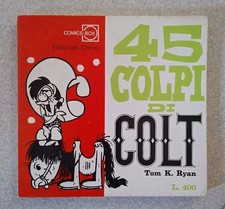 COMICS BOX
Editoriale Corno
45
COLPI
DI
COLT
Tom K. Ryan
L. 400